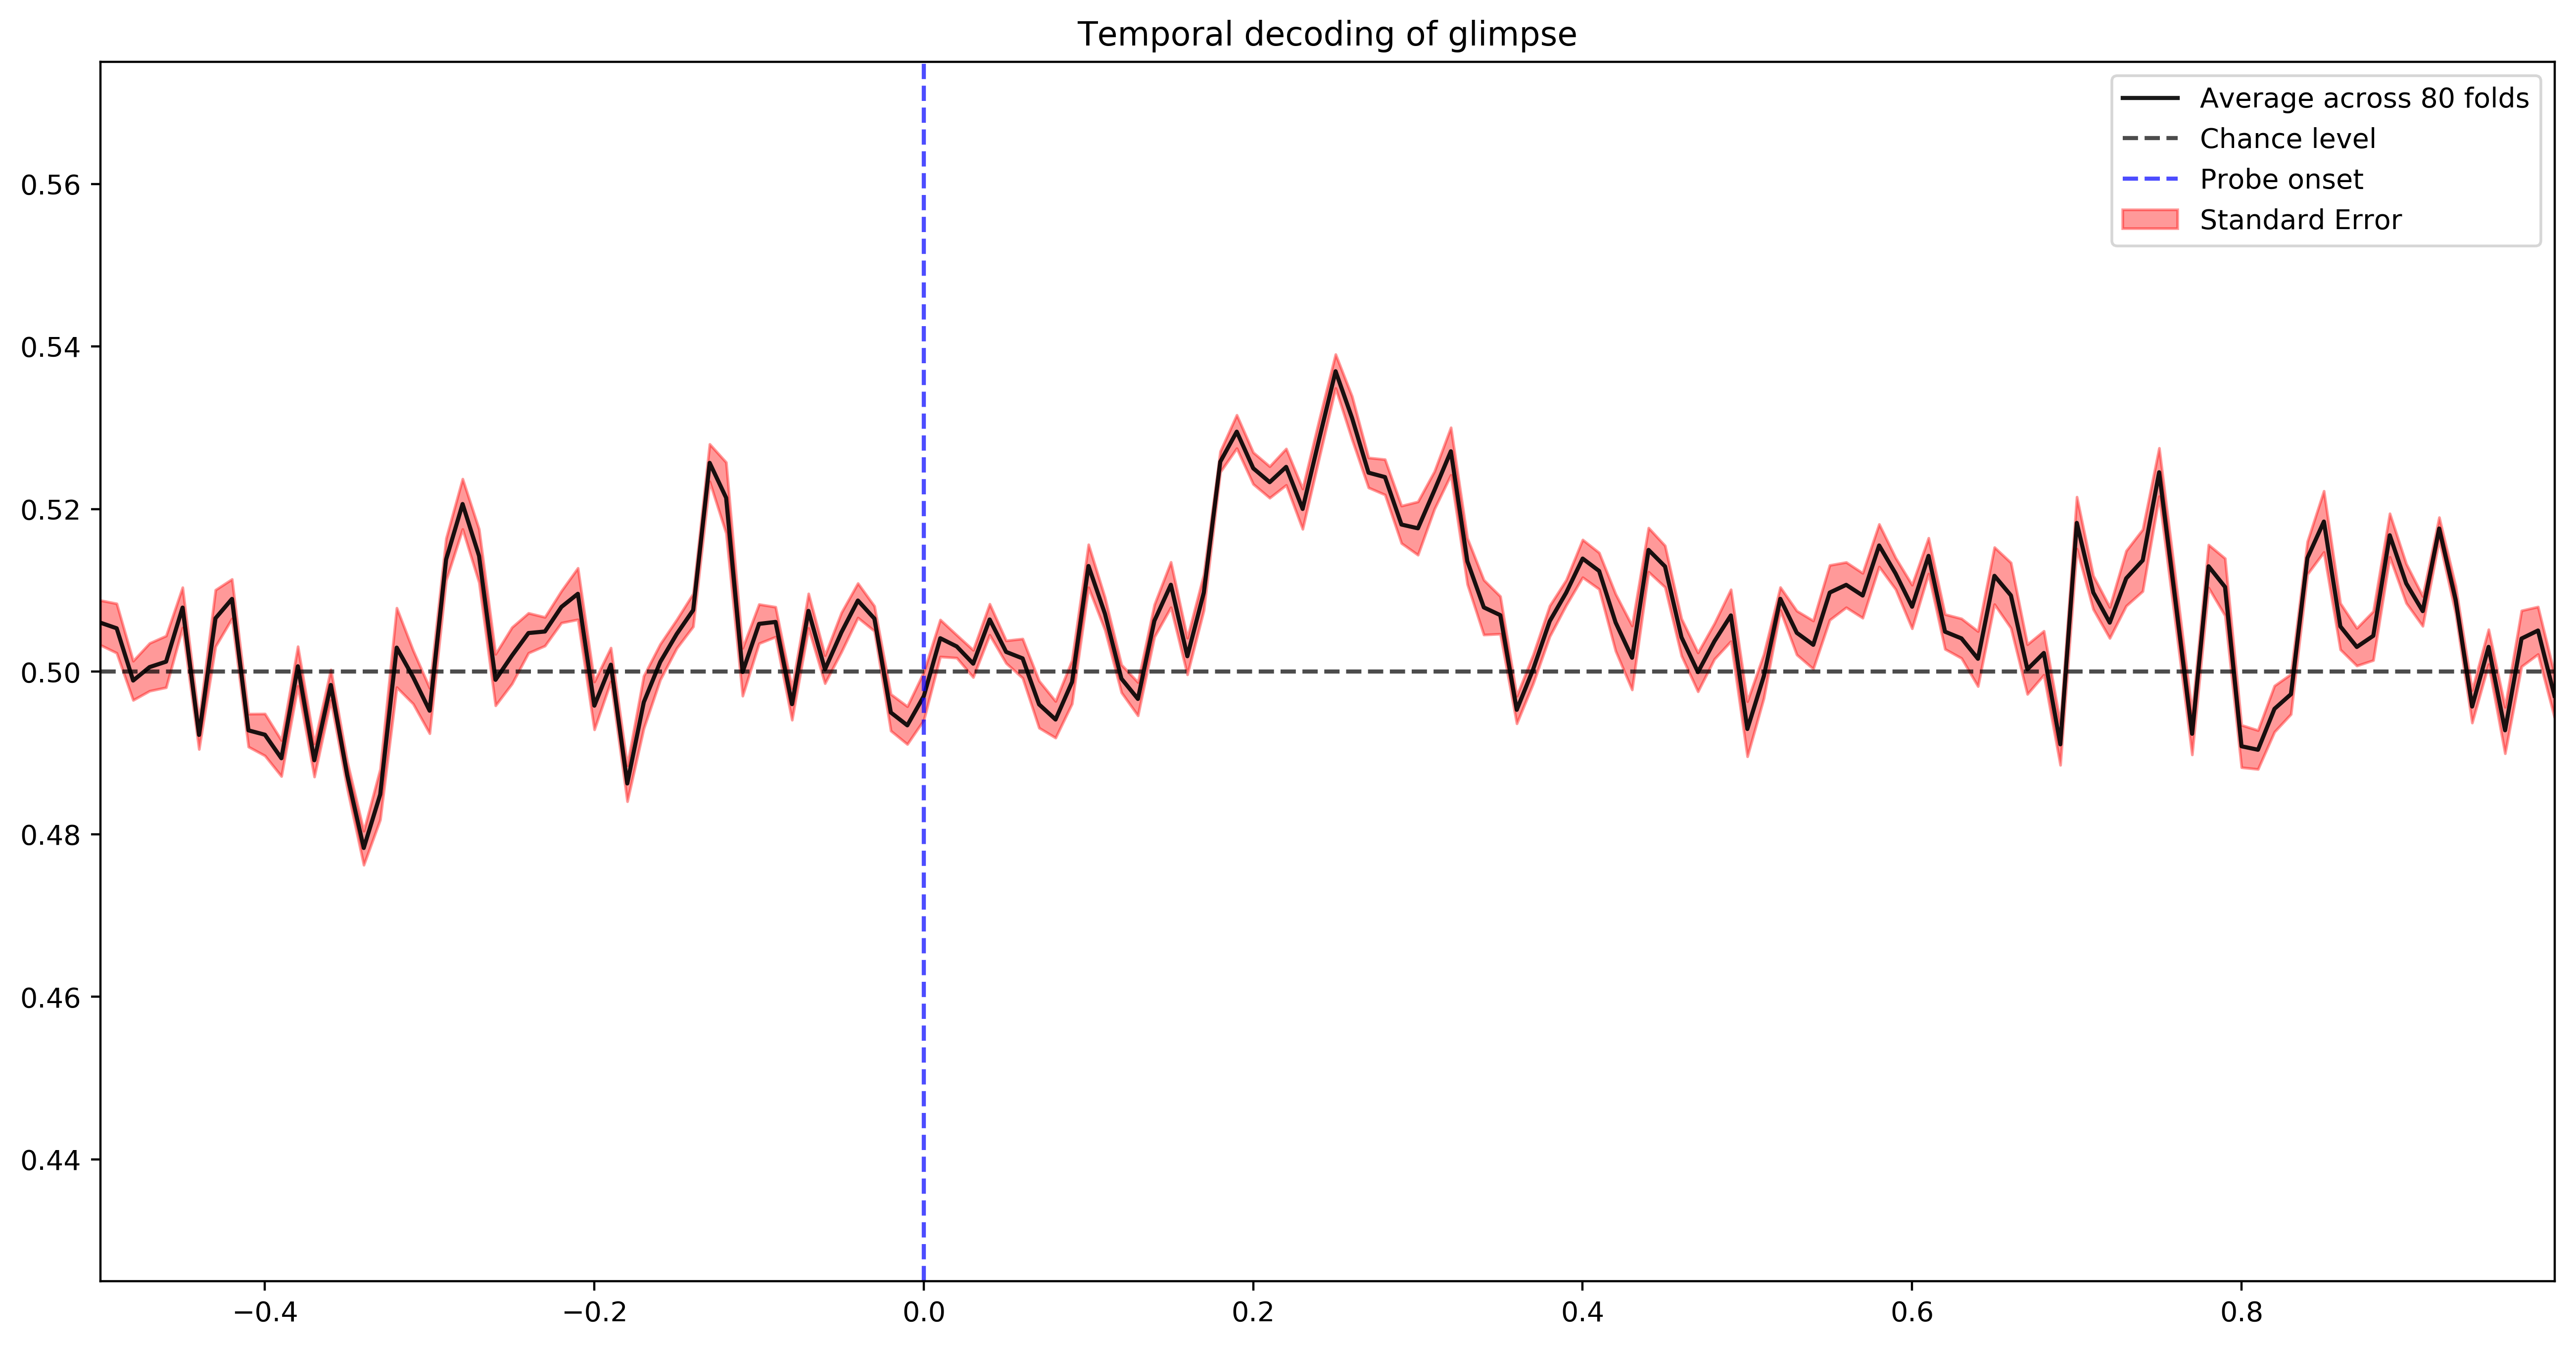 Temporal decoding of glimpse
Average across 80 folds
Chance level
Probe onset
Standard Error
0.56
0.54
0.52
0.50
0.48
0.46
0.44
−0.4
−0.2
0.0
0.2
0.4
0.6
0.8